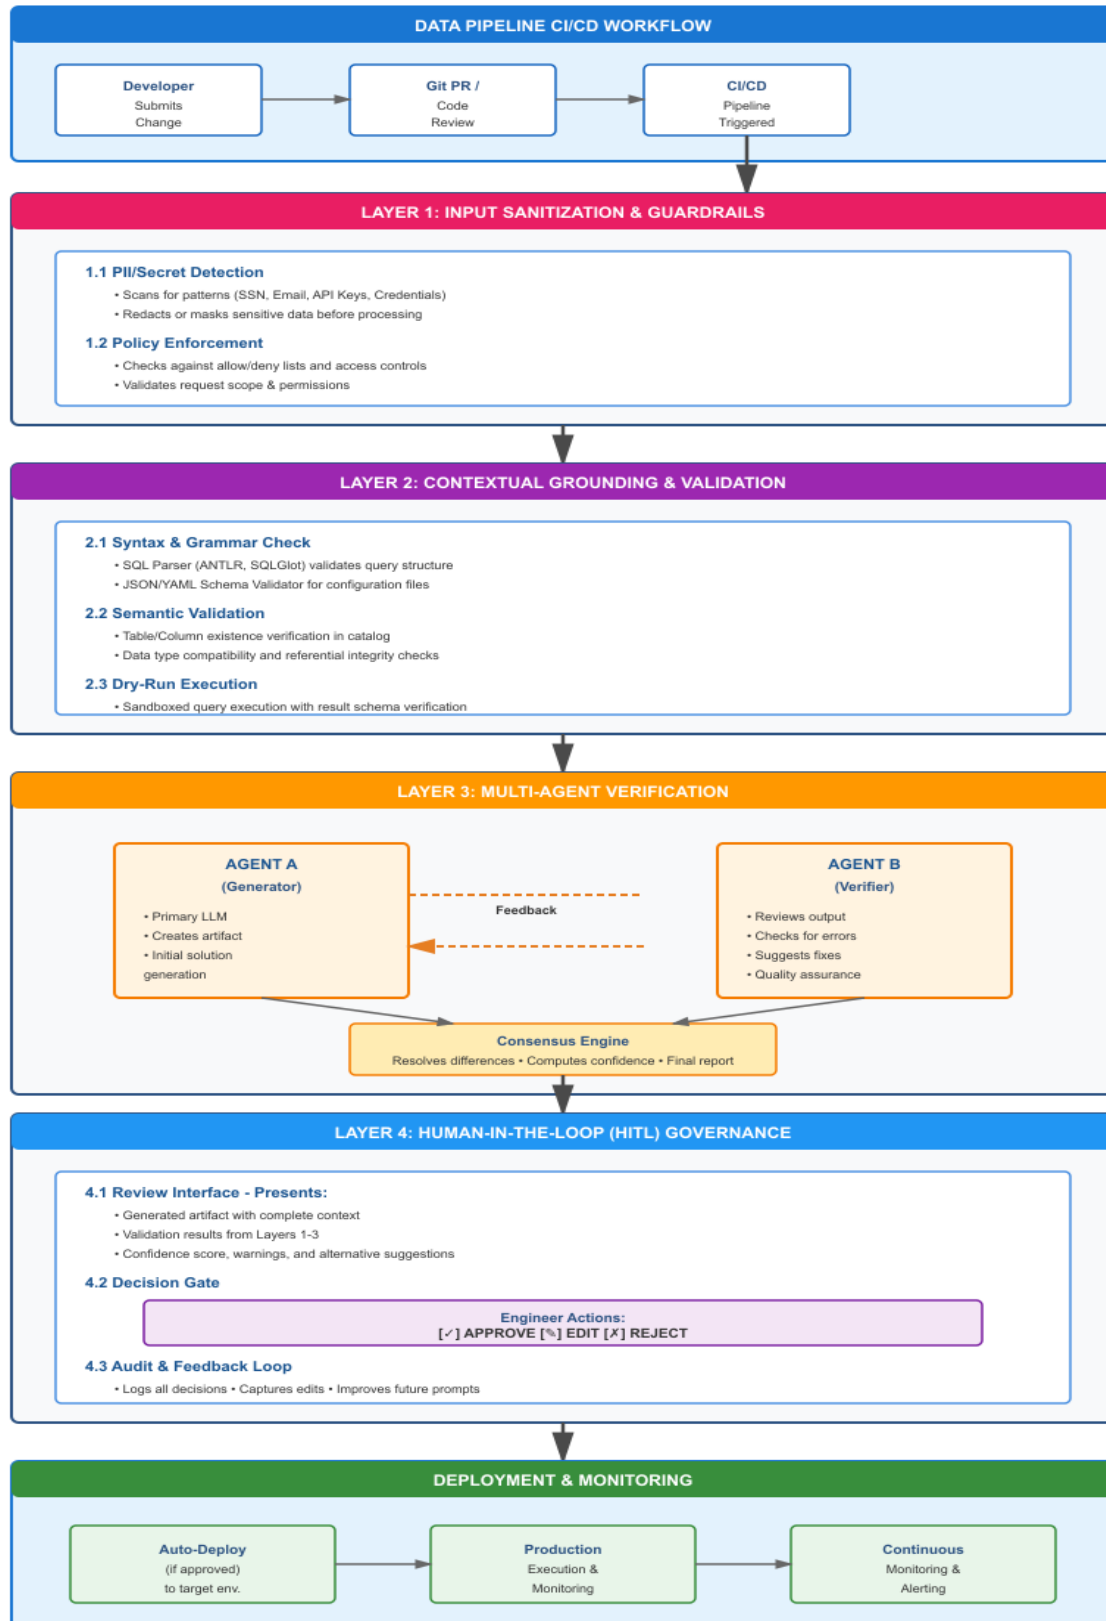 DATA PIPELINE CI/CD WORKFLOW
Developer
Submits
Change
Git PR /
Code
Review
CI/CD
Pipeline
Triggered
LAYER 1: INPUT SANITIZATION & GUARDRAILS
1.1 PII/Secret Detection
• Scans for patterns (SSN, Email, API Keys, Credentials)
• Redacts or masks sensitive data before processing
1.2 Policy Enforcement
• Checks against allow/deny lists and access controls
• Validates request scope & permissions
LAYER 2: CONTEXTUAL GROUNDING & VALIDATION
2.1 Syntax & Grammar Check
• SQL Parser (ANTLR, SQLGlot) validates query structure
• JSON/YAML Schema Validator for configuration files
2.2 Semantic Validation
• Table/Column existence verification in catalog
• Data type compatibility and referential integrity checks
2.3 Dry-Run Execution
• Sandboxed query execution with result schema verification
LAYER 3: MULTI-AGENT VERIFICATION
AGENT A
(Generator)
• Primary LLM
• Creates artifact
• Initial solution
generation
Feedback
AGENT B
(Verifier)
• Reviews output
• Checks for errors
• Suggests fixes
• Quality assurance
Consensus Engine
Resolves differences • Computes confidence • Final report
LAYER 4: HUMAN-IN-THE-LOOP (HITL) GOVERNANCE
4.1 Review Interface - Presents:
• Generated artifact with complete context
• Validation results from Layers 1-3
• Confidence score, warnings, and alternative suggestions
4.2 Decision Gate
Engineer Actions:
[✓] APPROVE [✎] EDIT [✗] REJECT
4.3 Audit & Feedback Loop
• Logs all decisions • Captures edits • Improves future prompts
DEPLOYMENT & MONITORING
Auto-Deploy
(if approved)
to target env.
Production
Execution &
Monitoring
Continuous
Monitoring &
Alerting